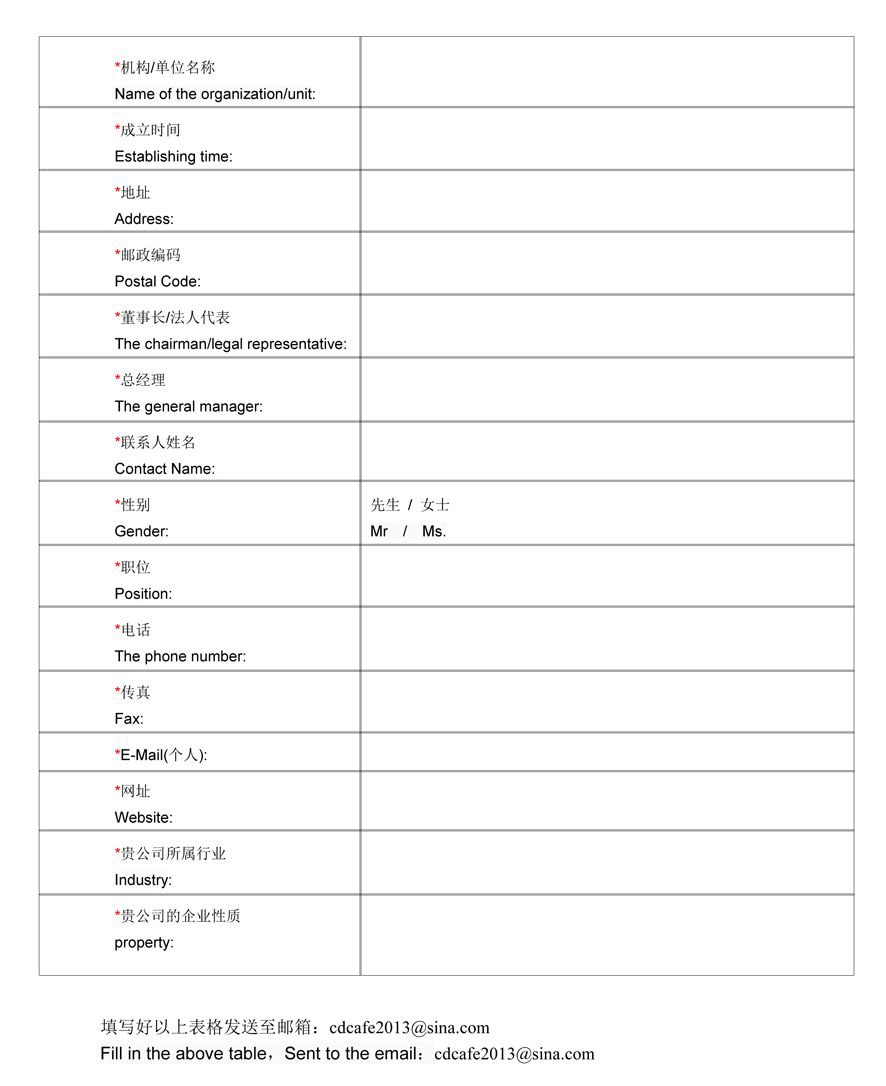 *机构/单位名称
Name of the organization/unit:
*成立时间
Establishing time:
*地址
Address:
*邮政编码
Postal Code:
*董事长/法人代表
The chairman/legal representative:
*总经理
The general manager:
*联系人姓名
Contact Name:
*性别
Gender:
先生 / 女士
Mr / Ms.
*职位
Position:
*电话
The phone number:
*传真
Fax:
*E-Mail(个人):
*网址
Website:
*贵公司所属行业
Industry:
*贵公司的企业性质
property:
填写好以上表格发送至邮箱：cdcafe2013@sina.com
Fill in the above table，Sent to the email：cdcafe2013@sina.com